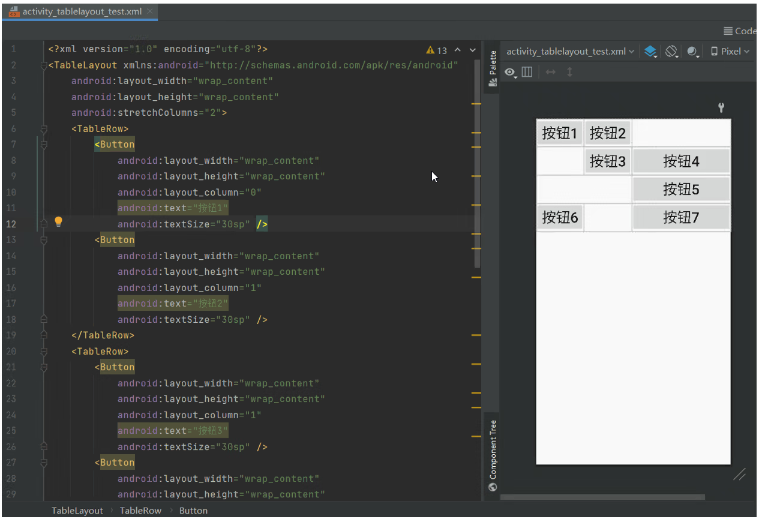 activity_tablelayout_test.xml
Code
1 <?xml version="1.0" encoding="utf-8"?>
2 <TableLayout xmlns:android="http://schemas.android.com/apk/res/android"
3 android:layout_width="wrap_content"
4 android:layout_height="wrap_content"
5 android:stretchColumns="2">
6 <TableRow>
7 <Button
8 android:layout_width="wrap_content"
9 android:layout_height="wrap_content"
10 android:layout_column="0"
11 android:text="按钮1"
12 android:textSize="30sp" />
13 <Button
14 android:layout_width="wrap_content"
15 android:layout_height="wrap_content"
16 android:layout_column="1"
17 android:text="按钮2"
18 android:textSize="30sp" />
19 </TableRow>
20 <TableRow>
21 <Button
22 android:layout_width="wrap_content"
23 android:layout_height="wrap_content"
24 android:layout_column="1"
25 android:text="按钮3"
26 android:textSize="30sp" />
27 <Button
28 android:layout_width="wrap_content"
29 android:layout_height="wrap_content"
13
Palette
Component Tree
activity_tablelayout_test.xml
Pixel
按钮1 按钮2
按钮3 按钮4
按钮5
按钮6 按钮7
TableLayout TableRow Button